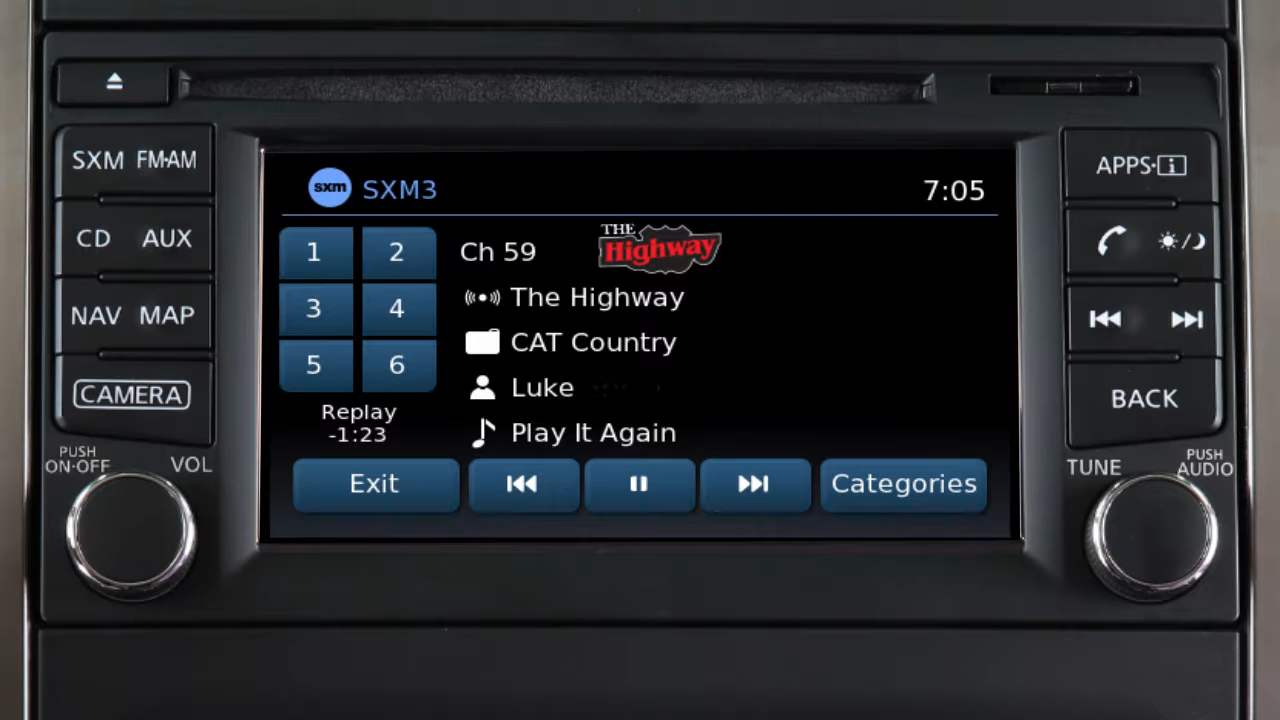 SXM FM·AM
CD AUX
NAV MAP
CAMERA
PUSH
ON·OFF
VOL
sxm SXM3
7:05
1 2
3 4
5 6
Replay
-1:23
Ch 59
THE
Highway
The Highway
CAT Country
Luke
Play It Again
Exit
Categories
APPS·i
BACK
TUNE
PUSH
AUDIO